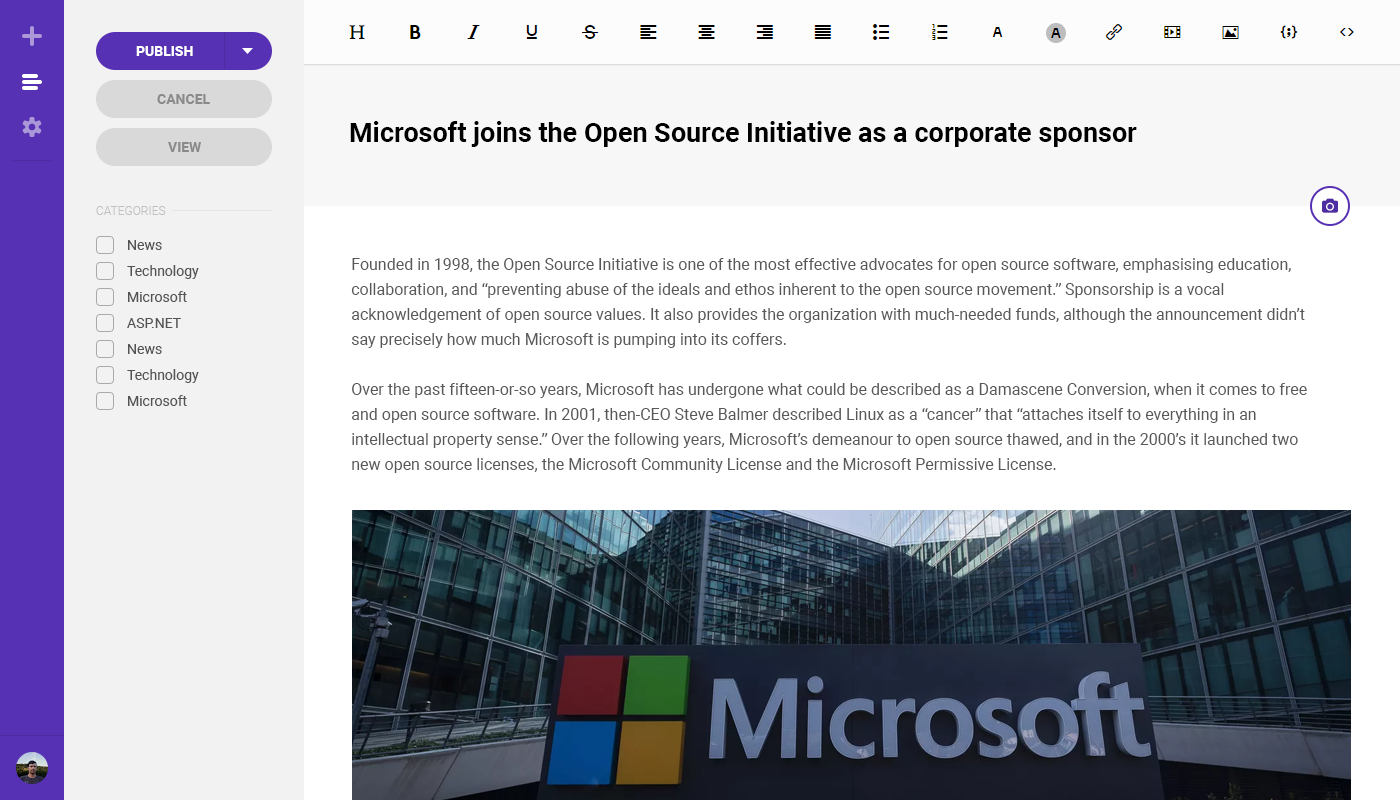 PUBLISH
CANCEL
VIEW
CATEGORIES
News
Technology
Microsoft
ASP.NET
News
Technology
Microsoft
H B I U S A A {;} <>
Microsoft joins the Open Source Initiative as a corporate sponsor
Founded in 1998, the Open Source Initiative is one of the most effective advocates for open source software, emphasising education,
collaboration, and “preventing abuse of the ideals and ethos inherent to the open source movement.” Sponsorship is a vocal
acknowledgement of open source values. It also provides the organization with much-needed funds, although the announcement didn’t
say precisely how much Microsoft is pumping into its coffers.
Over the past fifteen-or-so years, Microsoft has undergone what could be described as a Damascene Conversion, when it comes to free
and open source software. In 2001, then-CEO Steve Balmer described Linux as a “cancer” that “attaches itself to everything in an
intellectual property sense.” Over the following years, Microsoft’s demeanour to open source thawed, and in the 2000’s it launched two
new open source licenses, the Microsoft Community License and the Microsoft Permissive License.
Microsoft